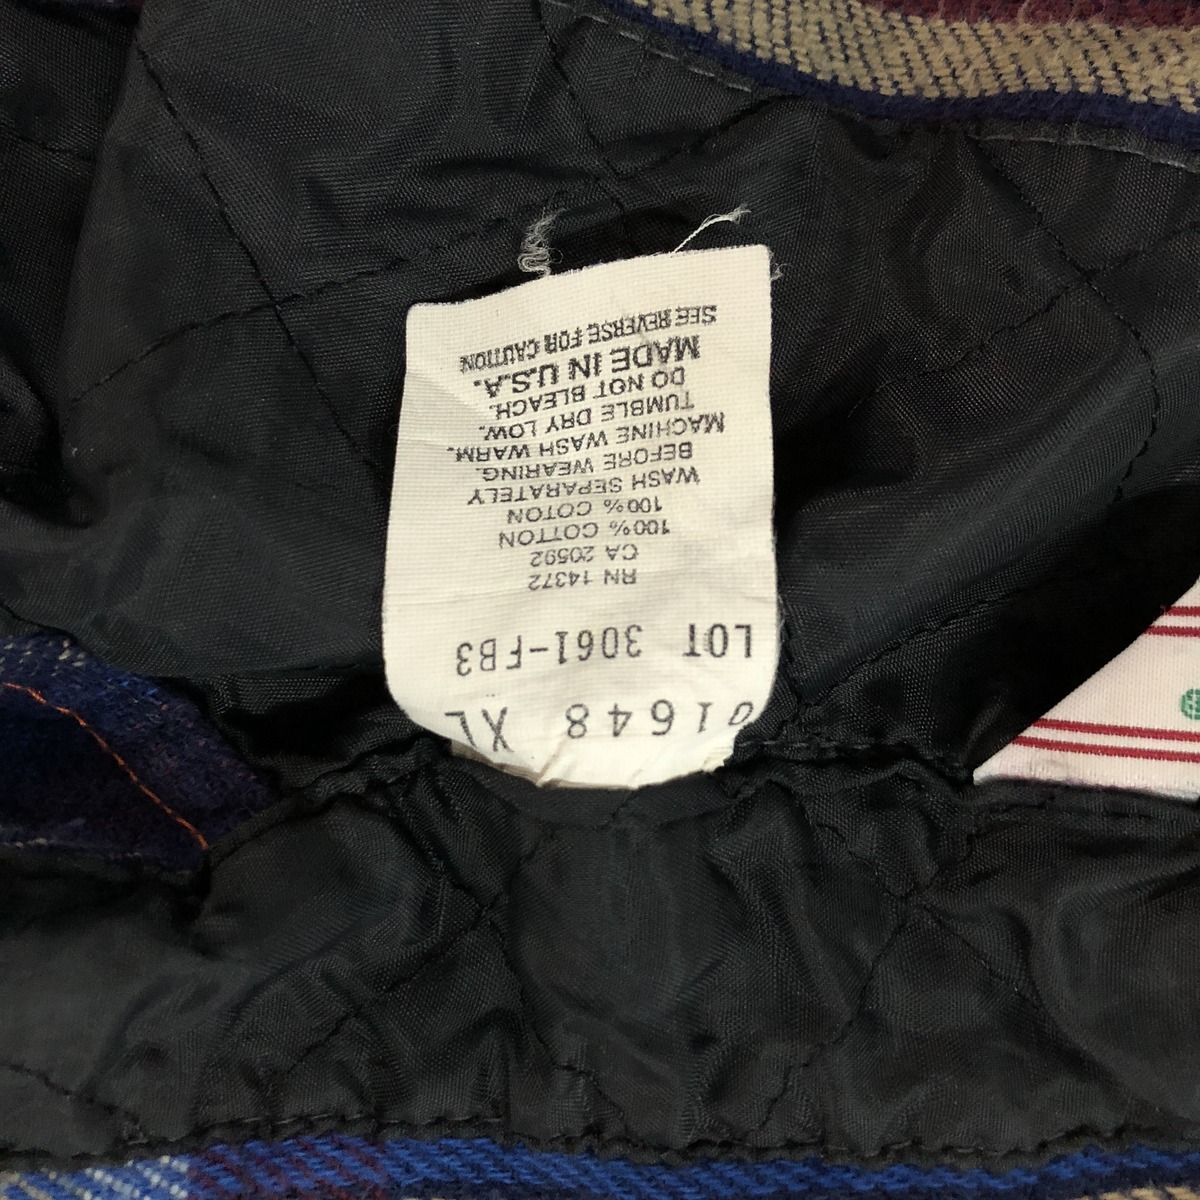 01648 XL
LOT 3061-FB3
RN 14372
CA 20592
100% COTTON
100% COTON
WASH SEPARATELY
BEFORE WEARING.
MACHINE WASH WARM.
TUMBLE DRY LOW.
DO NOT BLEACH.
MADE IN U.S.A.
SEE REVERSE FOR CAUTION